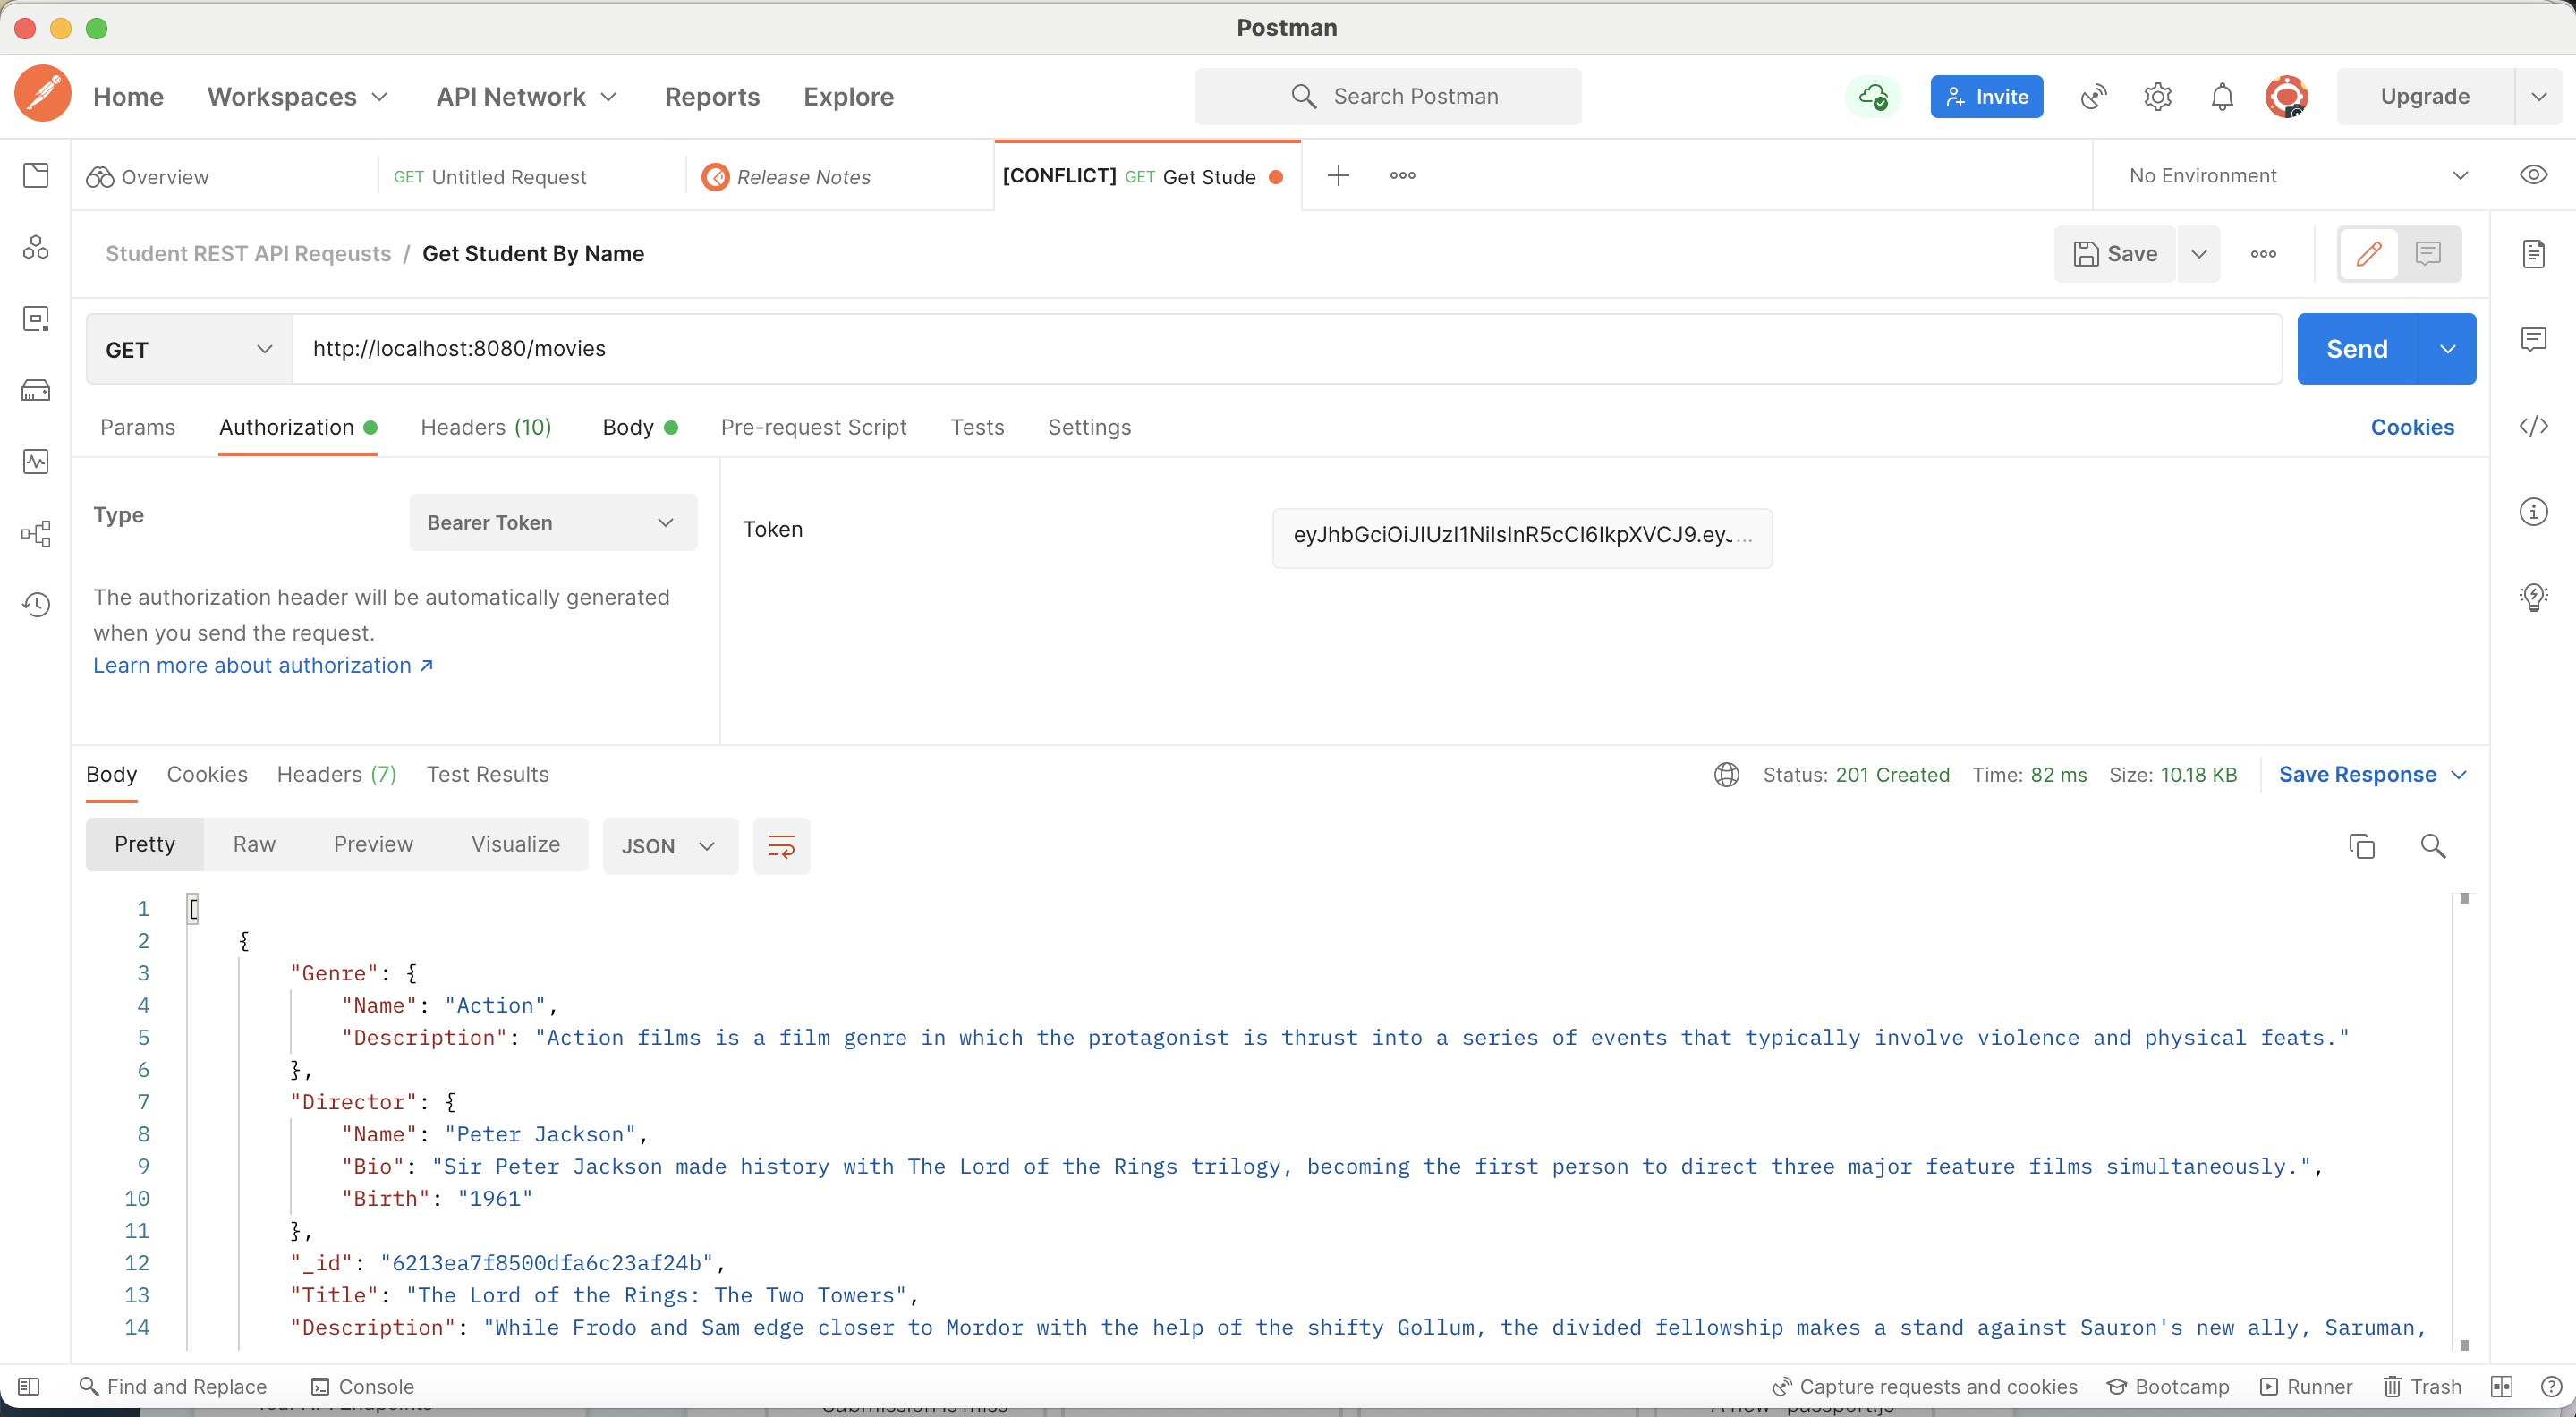 Postman
Home Workspaces API Network Reports Explore Search Postman Invite Upgrade
Overview GET Untitled Request Release Notes [CONFLICT] GET Get Stude No Environment
Student REST API Reqeusts / Get Student By Name Save
GET http://localhost:8080/movies Send
Params Authorization Headers (10) Body Pre-request Script Tests Settings Cookies
Type Bearer Token Token eyJhbGciOiJIUzI1NiIsInR5cCI6IkpXVCJ9.eyJ...
The authorization header will be automatically generated
when you send the request.
Learn more about authorization ↗
Body Cookies Headers (7) Test Results Status: 201 Created Time: 82 ms Size: 10.18 KB Save Response
Pretty Raw Preview Visualize JSON
1 [
2 {
3 "Genre": {
4 "Name": "Action",
5 "Description": "Action films is a film genre in which the protagonist is thrust into a series of events that typically involve violence and physical feats."
6 },
7 "Director": {
8 "Name": "Peter Jackson",
9 "Bio": "Sir Peter Jackson made history with The Lord of the Rings trilogy, becoming the first person to direct three major feature films simultaneously.",
10 "Birth": "1961"
11 },
12 "_id": "6213ea7f8500dfa6c23af24b",
13 "Title": "The Lord of the Rings: The Two Towers",
14 "Description": "While Frodo and Sam edge closer to Mordor with the help of the shifty Gollum, the divided fellowship makes a stand against Sauron's new ally, Saruman,
Find and Replace Console Capture requests and cookies Bootcamp Runner Trash